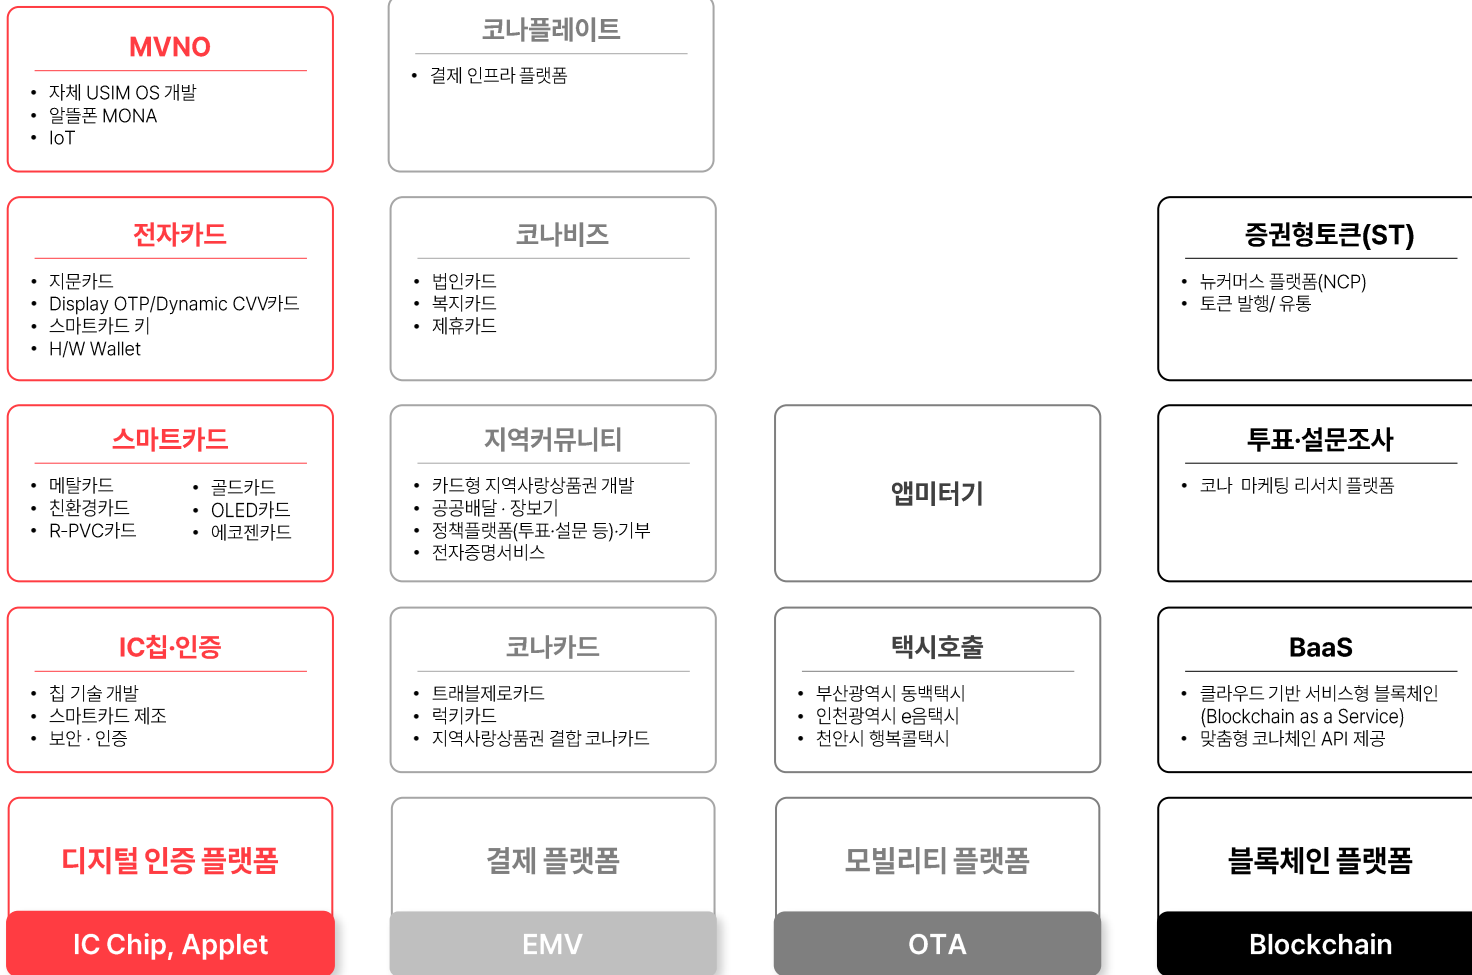 MVNO
• 자체 USIM OS 개발
• 알뜰폰 MONA
• IoT
전자카드
• 지문카드
• Display OTP/Dynamic CVV카드
• 스마트카드 키
• H/W Wallet
스마트카드
• 메탈카드
• 친환경카드
• R-PVC카드
• 골드카드
• OLED카드
• 에코젠카드
IC칩·인증
• 칩 기술 개발
• 스마트카드 제조
• 보안 · 인증
디지털 인증 플랫폼
IC Chip, Applet
코나플레이트
• 결제 인프라 플랫폼
코나비즈
• 법인카드
• 복지카드
• 제휴카드
지역커뮤니티
• 카드형 지역사랑상품권 개발
• 공공배달 · 장보기
• 정책플랫폼(투표·설문 등)·기부
• 전자증명서비스
코나카드
• 트래블제로카드
• 럭키카드
• 지역사랑상품권 결합 코나카드
결제 플랫폼
EMV
앱미터기
택시호출
• 부산광역시 동백택시
• 인천광역시 e음택시
• 천안시 행복콜택시
모빌리티 플랫폼
OTA
증권형토큰(ST)
• 뉴커머스 플랫폼(NCP)
• 토큰 발행/ 유통
투표·설문조사
• 코나 마케팅 리서치 플랫폼
BaaS
• 클라우드 기반 서비스형 블록체인
(Blockchain as a Service)
• 맞춤형 코나체인 API 제공
블록체인 플랫폼
Blockchain